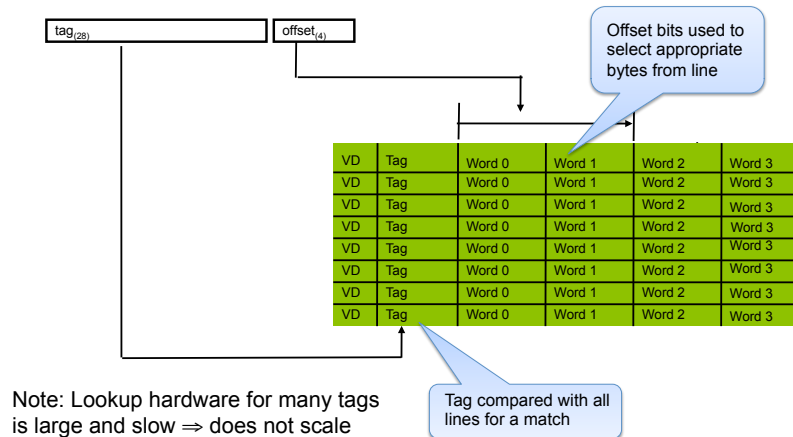 tag(28) offset(4)
Offset bits used to
select appropriate
bytes from line
VD Tag Word 0 Word 1 Word 2 Word 3
VD Tag Word 0 Word 1 Word 2 Word 3
VD Tag Word 0 Word 1 Word 2 Word 3
VD Tag Word 0 Word 1 Word 2 Word 3
VD Tag Word 0 Word 1 Word 2 Word 3
VD Tag Word 0 Word 1 Word 2 Word 3
VD Tag Word 0 Word 1 Word 2 Word 3
VD Tag Word 0 Word 1 Word 2 Word 3
Tag compared with all
lines for a match
Note: Lookup hardware for many tags
is large and slow ⇒ does not scale